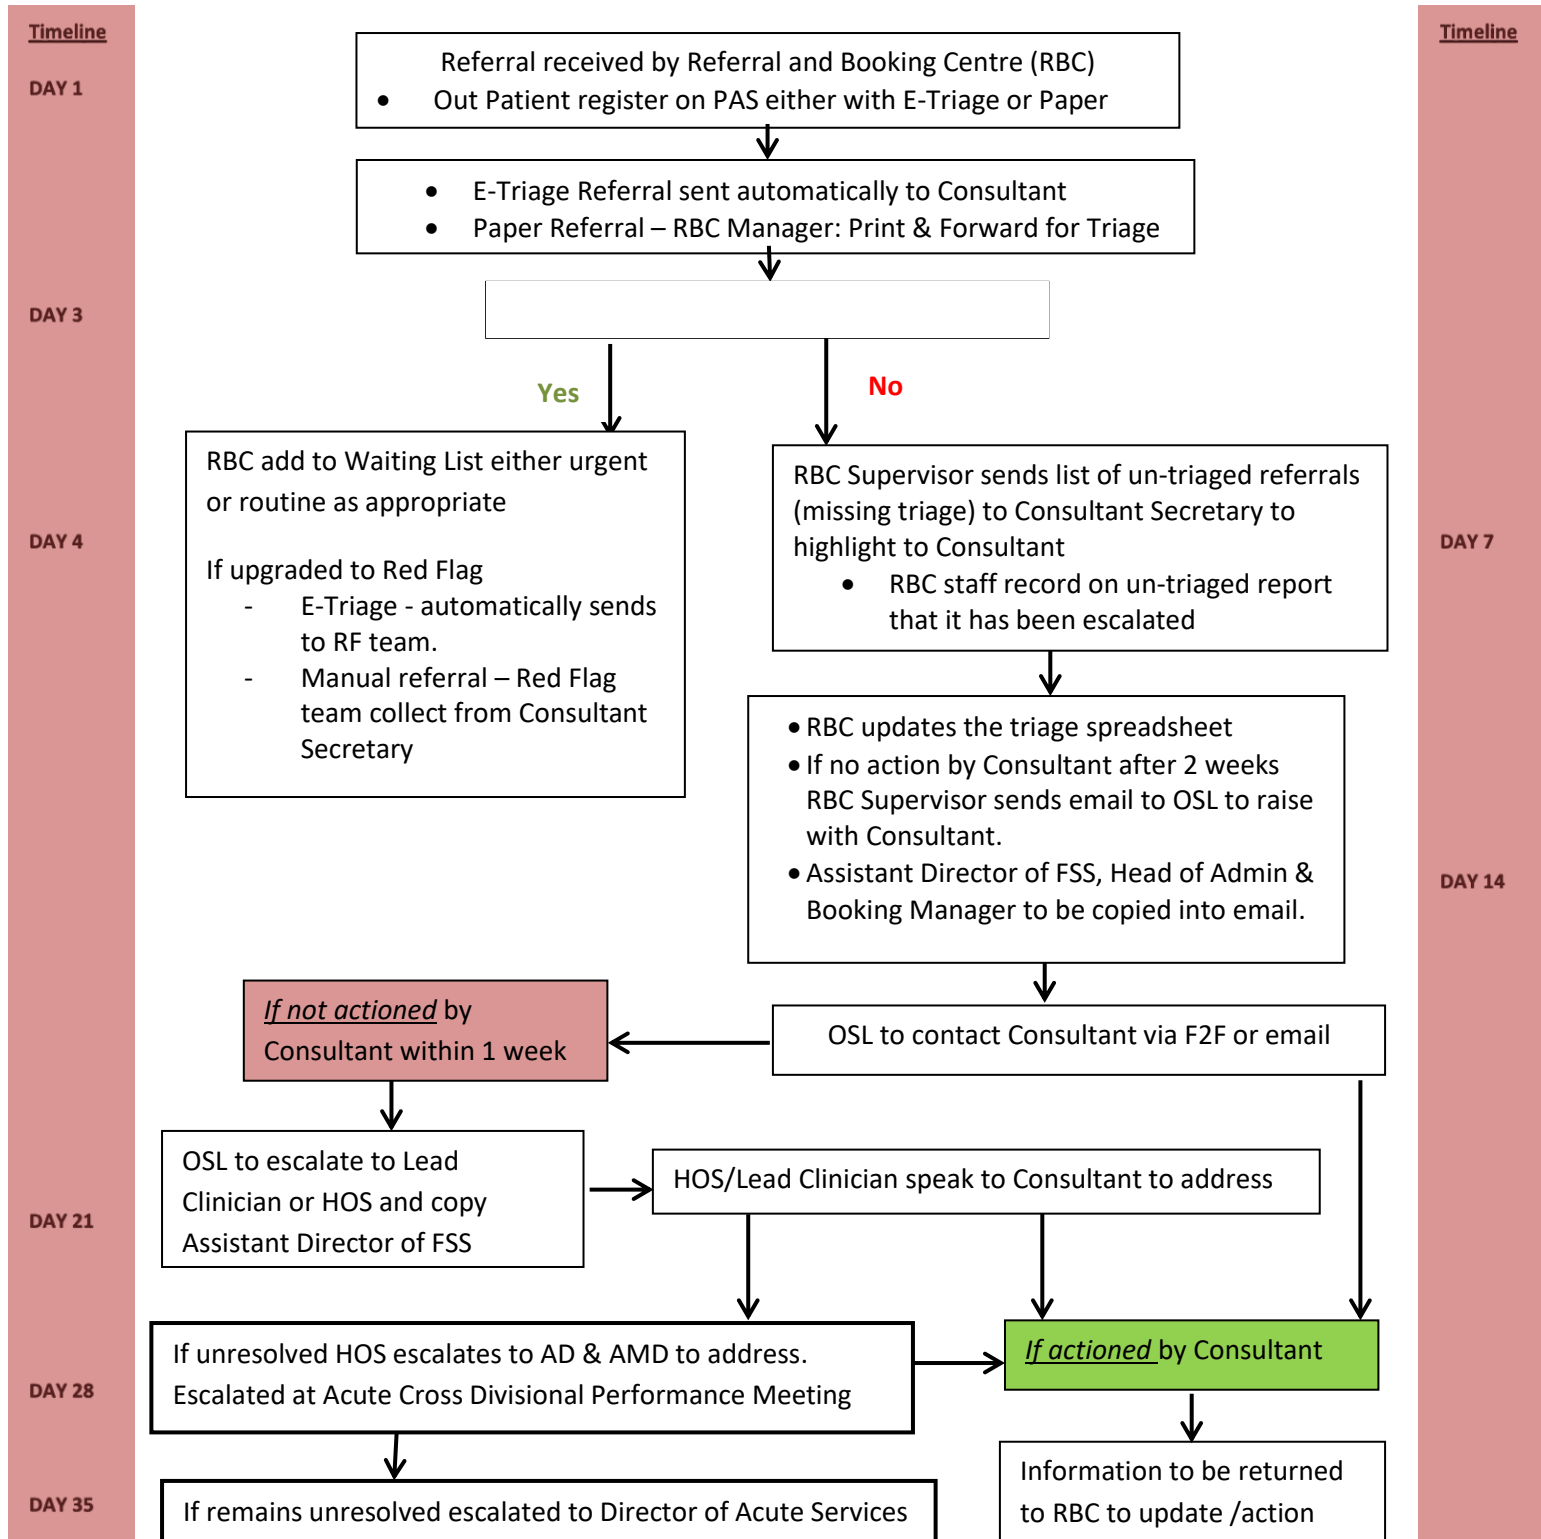 Timeline
Timeline
DAY 1
Referral received by Referral and Booking Centre (RBC)
• Out Patient register on PAS either with E-Triage or Paper
• E-Triage Referral sent automatically to Consultant
• Paper Referral – RBC Manager: Print & Forward for Triage
DAY 3
Yes
No
RBC add to Waiting List either urgent
or routine as appropriate
DAY 4
If upgraded to Red Flag
- E-Triage - automatically sends
to RF team.
- Manual referral – Red Flag
team collect from Consultant
Secretary
RBC Supervisor sends list of un-triaged referrals
(missing triage) to Consultant Secretary to
highlight to Consultant
• RBC staff record on un-triaged report
that it has been escalated
DAY 7
• RBC updates the triage spreadsheet
• If no action by Consultant after 2 weeks
RBC Supervisor sends email to OSL to raise
with Consultant.
• Assistant Director of FSS, Head of Admin &
Booking Manager to be copied into email.
DAY 14
If not actioned by
Consultant within 1 week
OSL to contact Consultant via F2F or email
OSL to escalate to Lead
Clinician or HOS and copy
Assistant Director of FSS
DAY 21
HOS/Lead Clinician speak to Consultant to address
If unresolved HOS escalates to AD & AMD to address.
Escalated at Acute Cross Divisional Performance Meeting
DAY 28
If actioned by Consultant
Information to be returned
to RBC to update /action
DAY 35
If remains unresolved escalated to Director of Acute Services